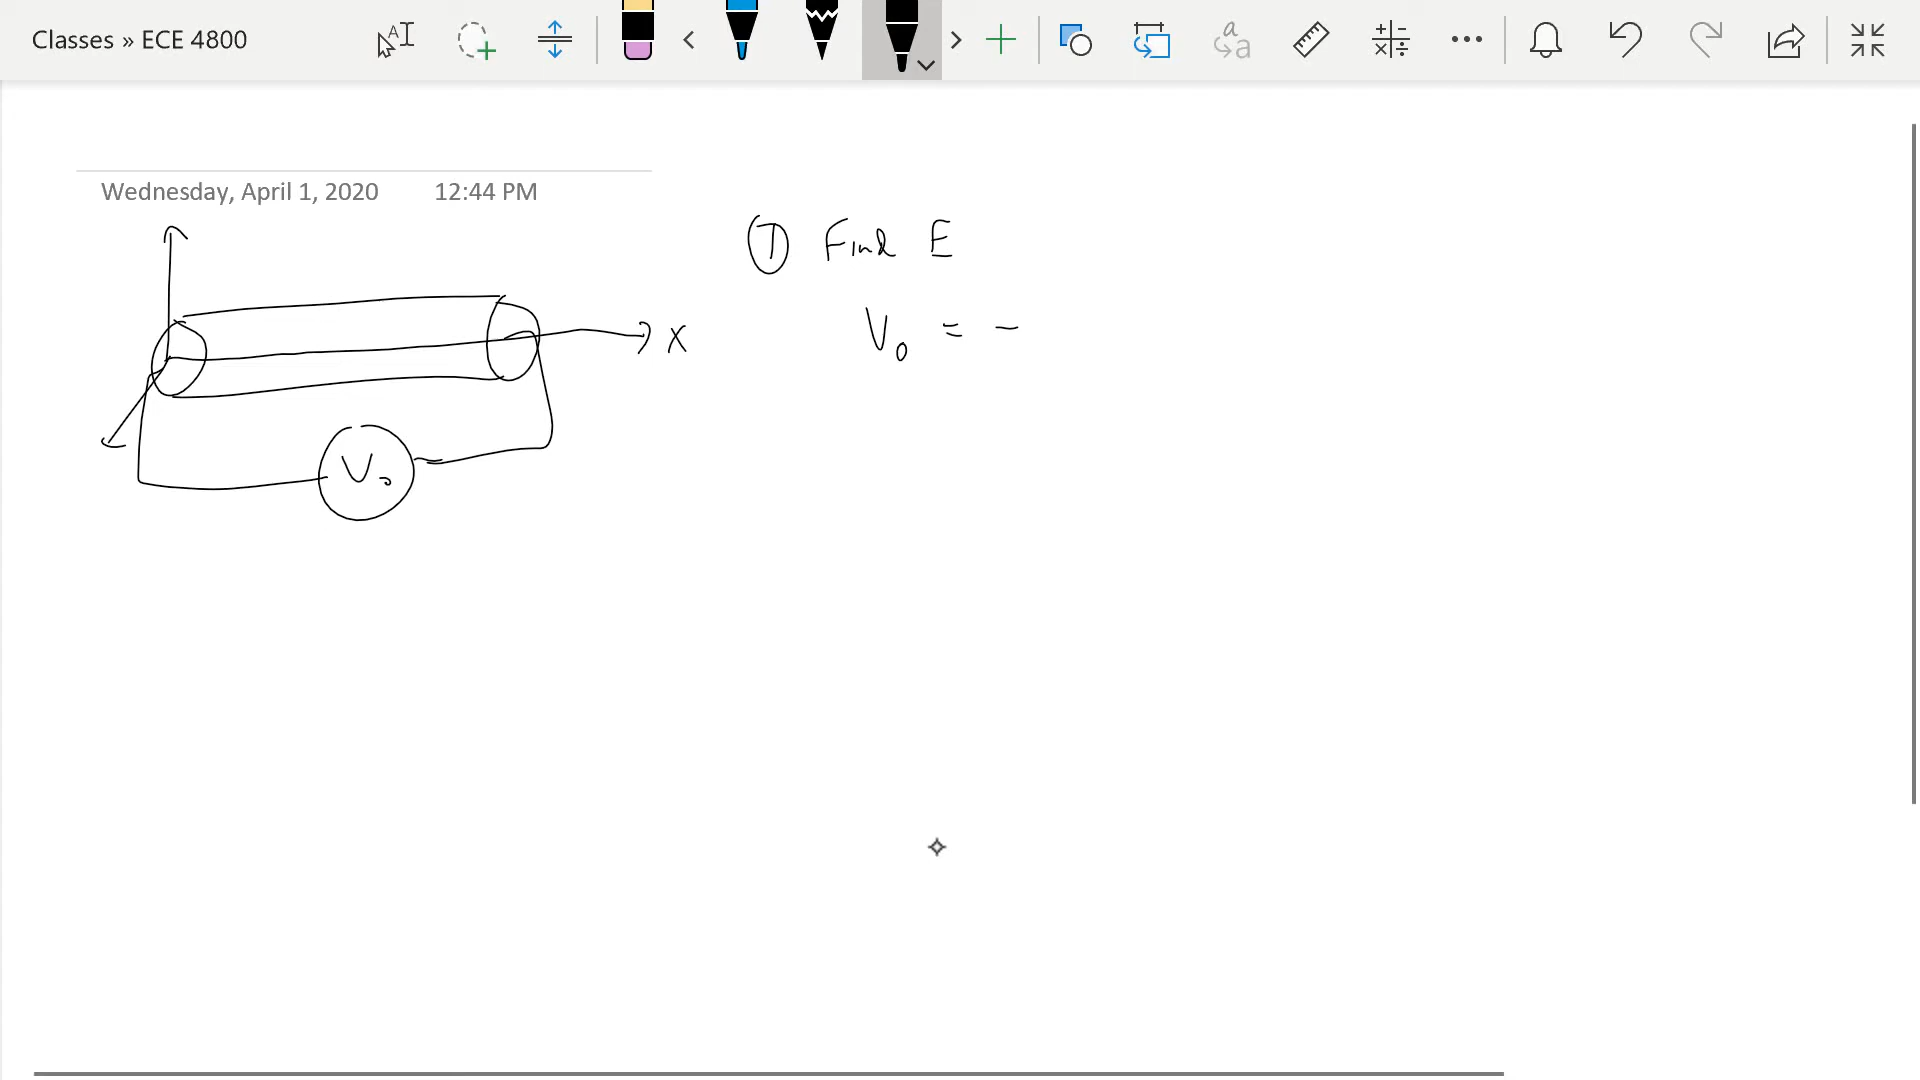 Classes » ECE 4800
Wednesday, April 1, 2020 12:44 PM
① Find E
V₀ = -
X
V₀